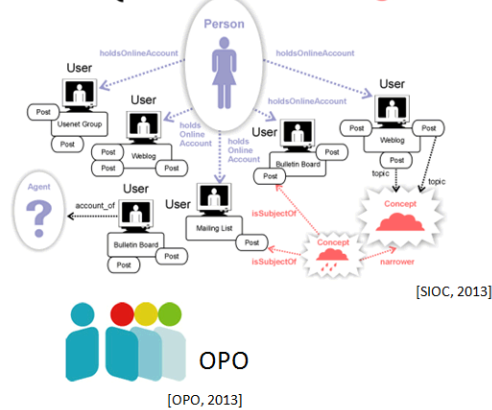 Person
holdsOnlineAccount
holdsOnlineAccount
User
User
User
holdsOnlineAccount
Post
Usenet Group
Post
User
Post
Post
Weblog
Post
Post
holds
Online
Account
holds
Online
Account
User
Post
Bulletin Board
Post
Post
Post
Weblog
Post
topic
topic
Agent
account_of
User
Bulletin Board
Post
Post
User
Mailing List
Post
isSubjectOf
isSubjectOf
Concept
narrower
Concept
[SIOC, 2013]
OPO
[OPO, 2013]